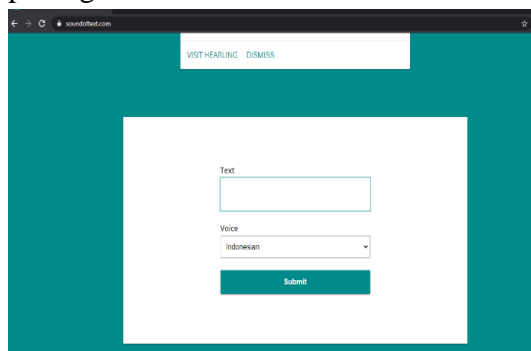 soundoftext.com
VISIT HEARLING DISMISS
Text
Voice
Indonesian
Submit